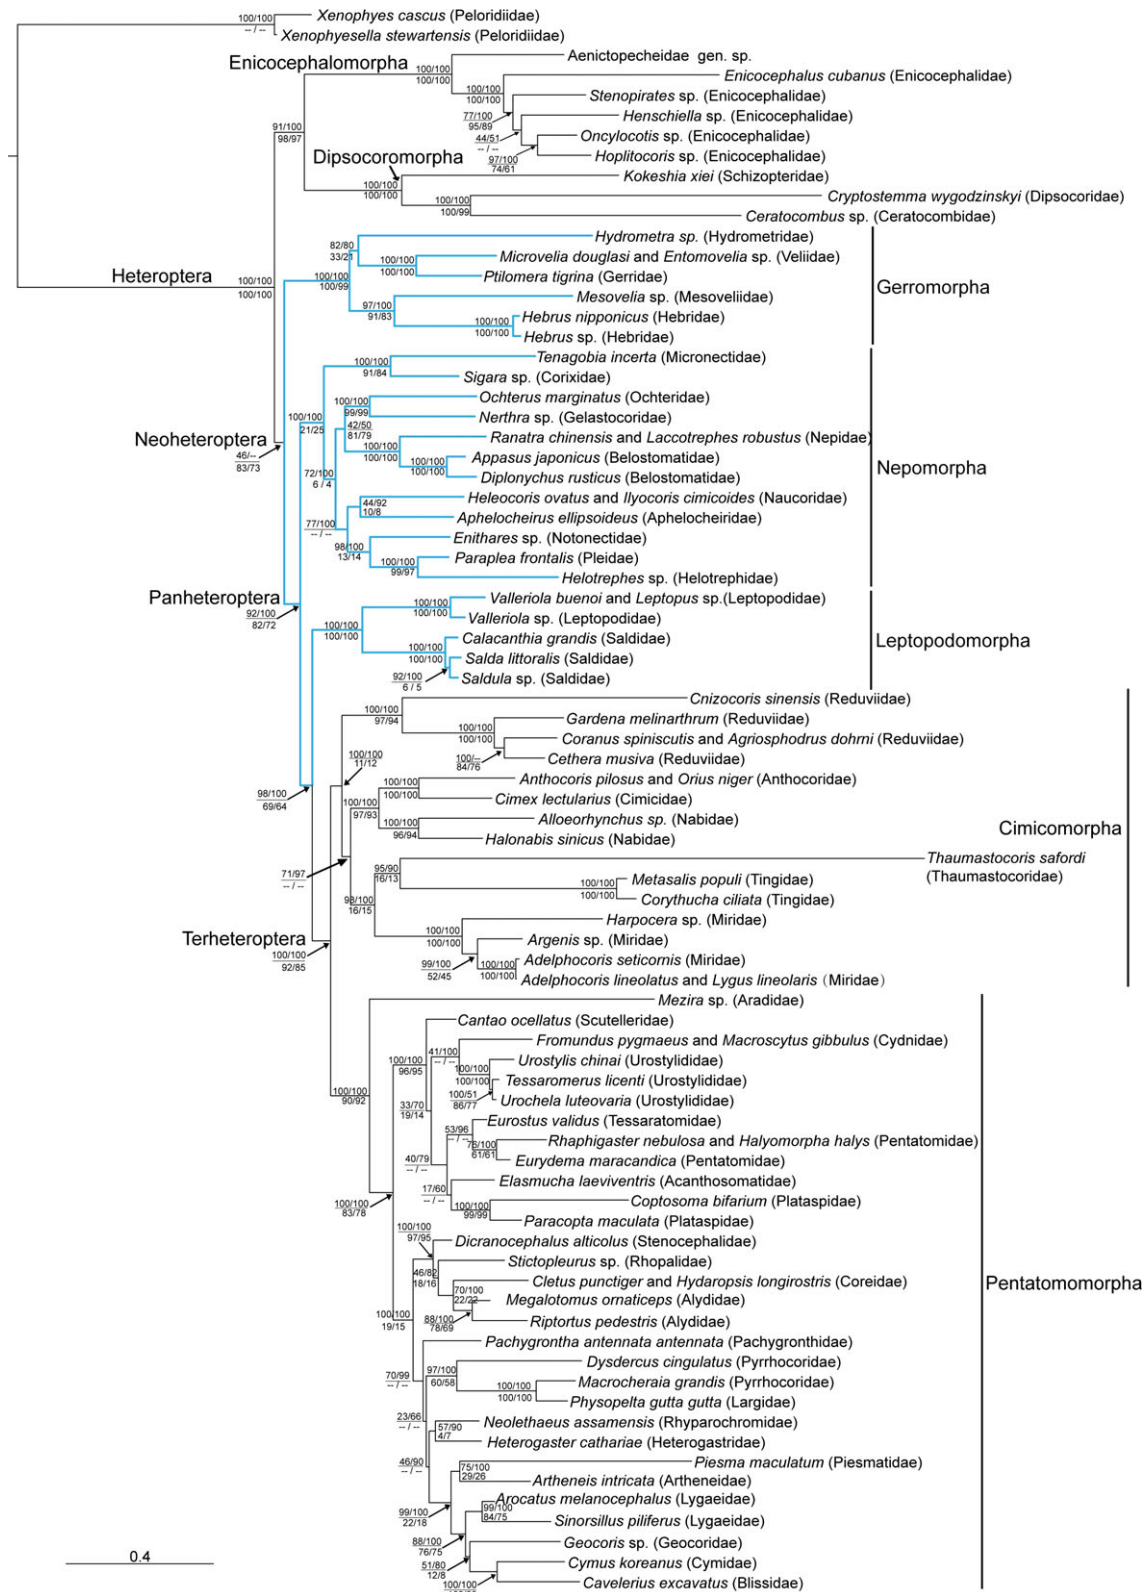 100/100
-- / --
Xenophyes cascus (Peloridiidae)
Xenophyesella stewartensis (Peloridiidae)
Enicocephalomorpha
100/100
100/100
Aenictopecheidae gen. sp.
100/100
100/100
Enicocephalus cubanus (Enicocephalidae)
Stenopirates sp. (Enicocephalidae)
77/100
95/89
Henschiella sp. (Enicocephalidae)
44/51
-- / --
Oncylocotis sp. (Enicocephalidae)
97/100
74/61
Hoplitocoris sp. (Enicocephalidae)
91/100
98/97
Dipsocoromorpha
100/100
100/100
Kokeshia xiei (Schizopteridae)
100/100
100/99
Cryptostemma wygodzinskyi (Dipsocoridae)
Ceratocombus sp. (Ceratocombidae)
Heteroptera
100/100
100/100
82/80
33/21
Hydrometra sp. (Hydrometridae)
100/100
100/100
Microvelia douglasi and Entomovelia sp. (Veliidae)
100/100
100/99
Ptilomera tigrina (Gerridae)
Gerromorpha
97/100
91/83
Mesovelia sp. (Mesoveliidae)
100/100
100/100
Hebrus nipponicus (Hebridae)
Hebrus sp. (Hebridae)
100/100
91/84
Tenagobia incerta (Micronectidae)
Sigara sp. (Corixidae)
100/100
99/99
Ochterus marginatus (Ochteridae)
Nerthra sp. (Gelastocoridae)
Neoheteroptera
46/--
83/73
100/100
21/25
42/50
81/79
100/100
100/100
Ranatra chinensis and Laccotrephes robustus (Nepidae)
100/100
100/100
Appasus japonicus (Belostomatidae)
Diplonychus rusticus (Belostomatidae)
Nepomorpha
72/100
6 / 4
44/92
10/8
Heleocoris ovatus and Ilyocoris cimicoides (Naucoridae)
Aphelocheirus ellipsoideus (Aphelocheiridae)
77/100
-- / --
98/100
13/14
Enithares sp. (Notonectidae)
100/100
99/97
Paraplea frontalis (Pleidae)
Helotrephes sp. (Helotrephidae)
Panheteroptera
92/100
82/72
100/100
100/100
100/100
100/100
Valleriola buenoi and Leptopus sp.(Leptopodidae)
Valleriola sp. (Leptopodidae)
100/100
100/100
Calacanthia grandis (Saldidae)
Salda littoralis (Saldidae)
92/100
6 / 5
Saldula sp. (Saldidae)
Leptopodomorpha
100/100
97/94
Cnizocoris sinensis (Reduviidae)
100/100
100/100
Gardena melinarthrum (Reduviidae)
Coranus spiniscutis and Agriosphodrus dohrni (Reduviidae)
100/--
84/76
Cethera musiva (Reduviidae)
100/100
11/12
98/100
69/64
100/100
97/93
100/100
100/100
Anthocoris pilosus and Orius niger (Anthocoridae)
Cimex lectularius (Cimicidae)
100/100
96/94
Alloeorhynchus sp. (Nabidae)
Halonabis sinicus (Nabidae)
Cimicomorpha
71/97
-- / --
95/90
16/13
Thaumastocoris safordi
(Thaumastocoridae)
100/100
100/100
Metasalis populi (Tingidae)
Corythucha ciliata (Tingidae)
16/15
100/100
100/100
Harpocera sp. (Miridae)
Argenis sp. (Miridae)
99/100
52/45
100/100
100/100
Adelphocoris seticornis (Miridae)
Adelphocoris lineolatus and Lygus lineolaris (Miridae)
Terheteroptera
100/100
92/85
Mezira sp. (Aradidae)
Cantao ocellatus (Scutelleridae)
100/100
96/95
41/100
-- / --
Fromundus pygmaeus and Macroscytus gibbulus (Cydnidae)
100/100
100/100
Urostylis chinai (Urostylididae)
Tessaromerus licenti (Urostylididae)
100/51
86/77
Urochela luteovaria (Urostylididae)
100/100
90/92
33/70
19/14
53/96
-- / --
Eurostus validus (Tessaratomidae)
61/61
Rhaphigaster nebulosa and Halyomorpha halys (Pentatomidae)
Eurydema maracandica (Pentatomidae)
40/79
-- / --
17/60
-- / --
Elasmucha laeviventris (Acanthosomatidae)
100/100
99/99
Coptosoma bifarium (Plataspidae)
Paracopta maculata (Plataspidae)
100/100
83/78
100/100
97/95
Dicranocephalus alticolus (Stenocephalidae)
Stictopleurus sp. (Rhopalidae)
46/82
18/16
Cletus punctiger and Hydaropsis longirostris (Coreidae)
70/100
22/22
Megalotomus ornaticeps (Alydidae)
88/100
78/69
Riptortus pedestris (Alydidae)
Pentatomomorpha
100/100
19/15
Pachygrontha antennata antennata (Pachygronthidae)
70/99
-- / --
97/100
60/58
Dysdercus cingulatus (Pyrrhocoridae)
100/100
100/100
Macrocheraia grandis (Pyrrhocoridae)
Physopelta gutta gutta (Largidae)
23/66
-- / --
57/90
4/7
Neolethaeus assamensis (Rhyparochromidae)
Heterogaster cathariae (Heterogastridae)
46/90
-- / --
75/100
29/26
Piesma maculatum (Piesmatidae)
Artheneis intricata (Artheneidae)
99/100
22/18
99/100
84/75
Arocatus melanocephalus (Lygaeidae)
Sinorsillus piliferus (Lygaeidae)
88/100
76/75
Geocoris sp. (Geocoridae)
51/80
12/8
Cymus koreanus (Cymidae)
100/100
Cavelerius excavatus (Blissidae)
0.4